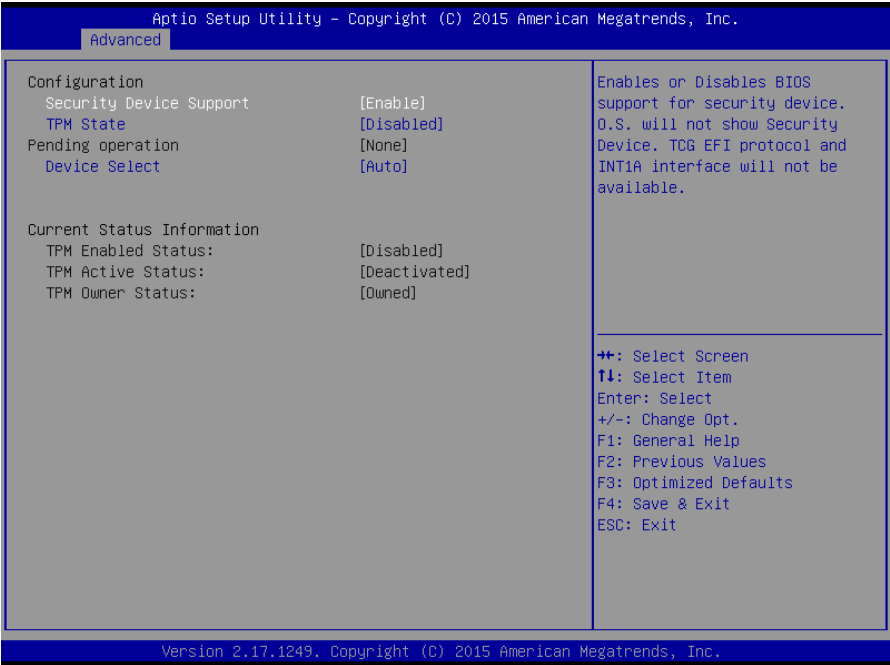 Aptio Setup Utility – Copyright (C) 2015 American Megatrends, Inc.
Advanced
Configuration
Security Device Support [Enable]
TPM State [Disabled]
Pending operation [None]
Device Select [Auto]
Current Status Information
TPM Enabled Status: [Disabled]
TPM Active Status: [Deactivated]
TPM Owner Status: [Owned]
Enables or Disables BIOS
support for security device.
O.S. will not show Security
Device. TCG EFI protocol and
INT1A interface will not be
available.
→←: Select Screen
↑↓: Select Item
Enter: Select
+/-: Change Opt.
F1: General Help
F2: Previous Values
F3: Optimized Defaults
F4: Save & Exit
ESC: Exit
Version 2.17.1249. Copyright (C) 2015 American Megatrends, Inc.